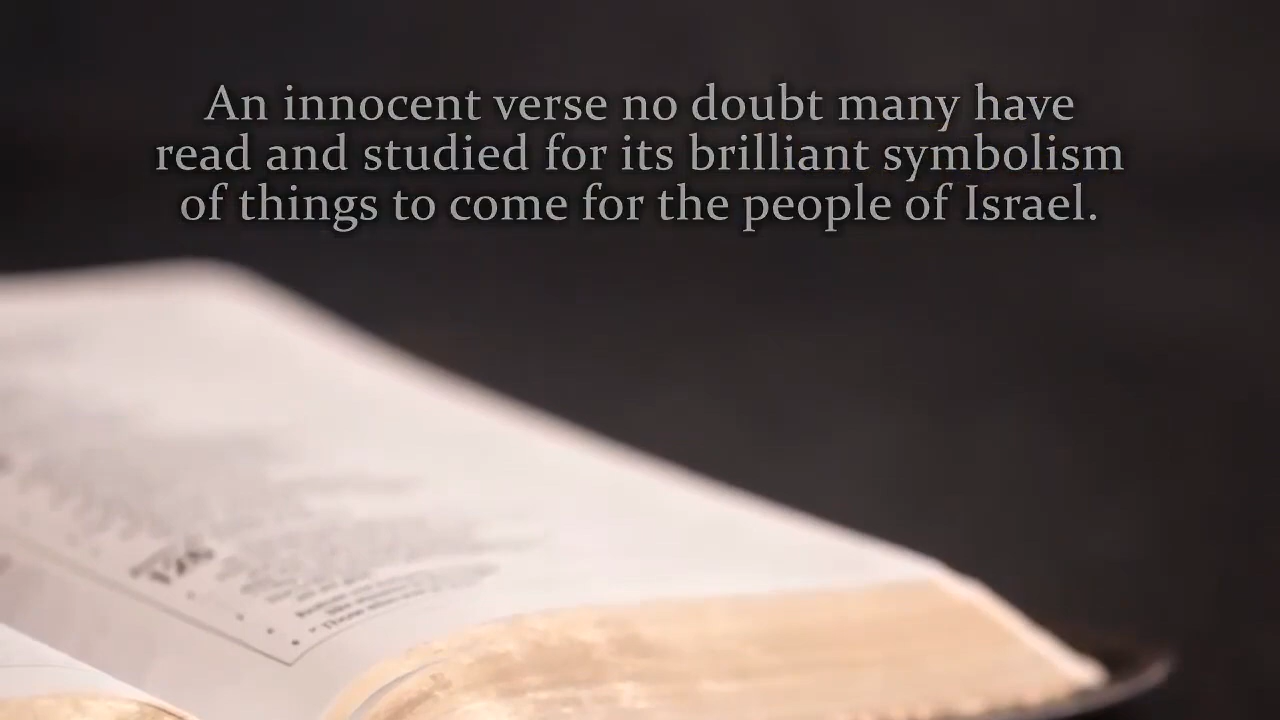 An innocent verse no doubt many have
read and studied for its brilliant symbolism
of things to come for the people of Israel.